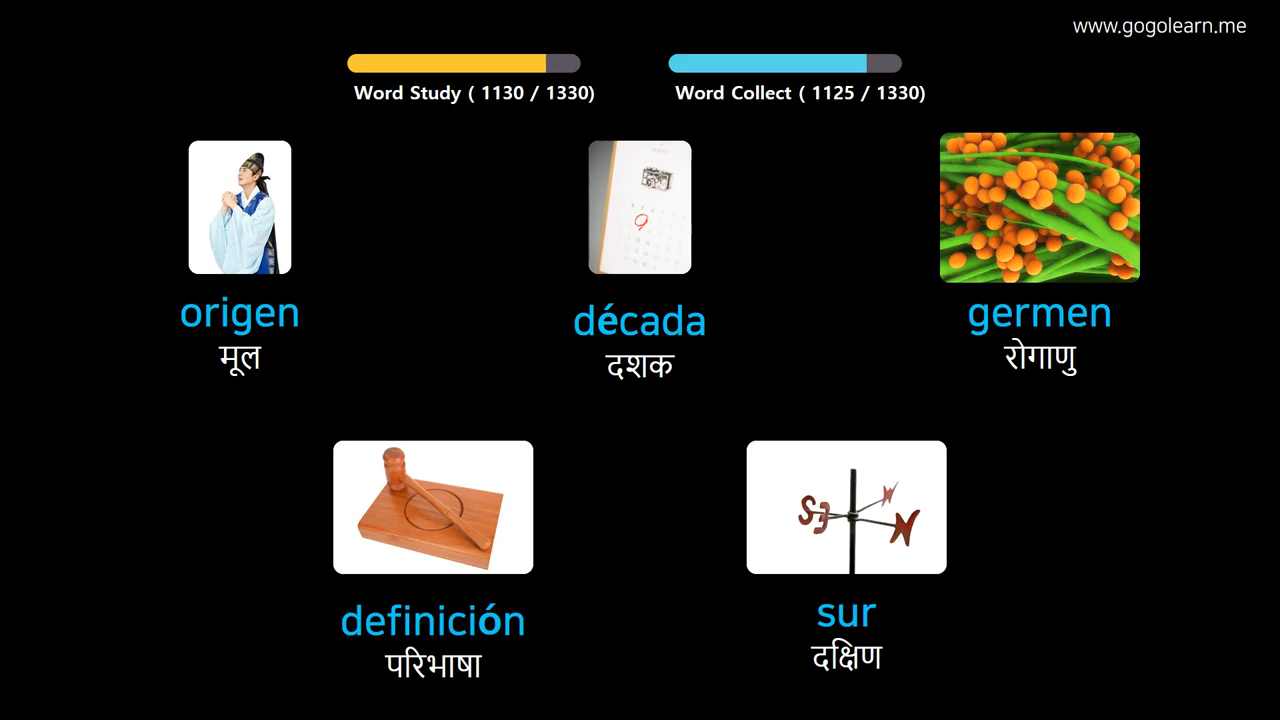 www.gogolearn.me
Word Study ( 1130 / 1330)
Word Collect ( 1125 / 1330)
origen
मूल
década
दशक
germen
रोगाणु
definición
परिभाषा
sur
दक्षिण